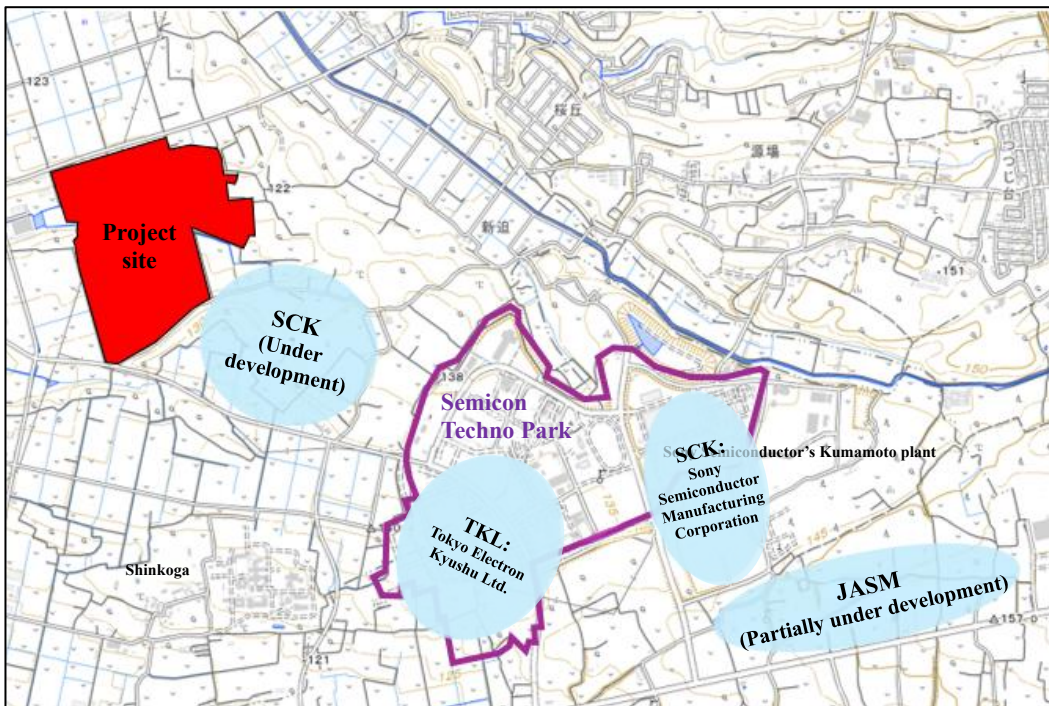 123
桜丘
源場
つつじ台
122
新迫
Project
site
151
SCK
(Under
development)
138
150
Semicon
Techno Park
SCK:
Sony
Semiconductor
Manufacturing
Corporation
Semiconductor's Kumamoto plant
135
TKL:
Tokyo Electron
Kyushu Ltd.
145
Shinkoga
JASM
(Partially under development)
157.0
121
125